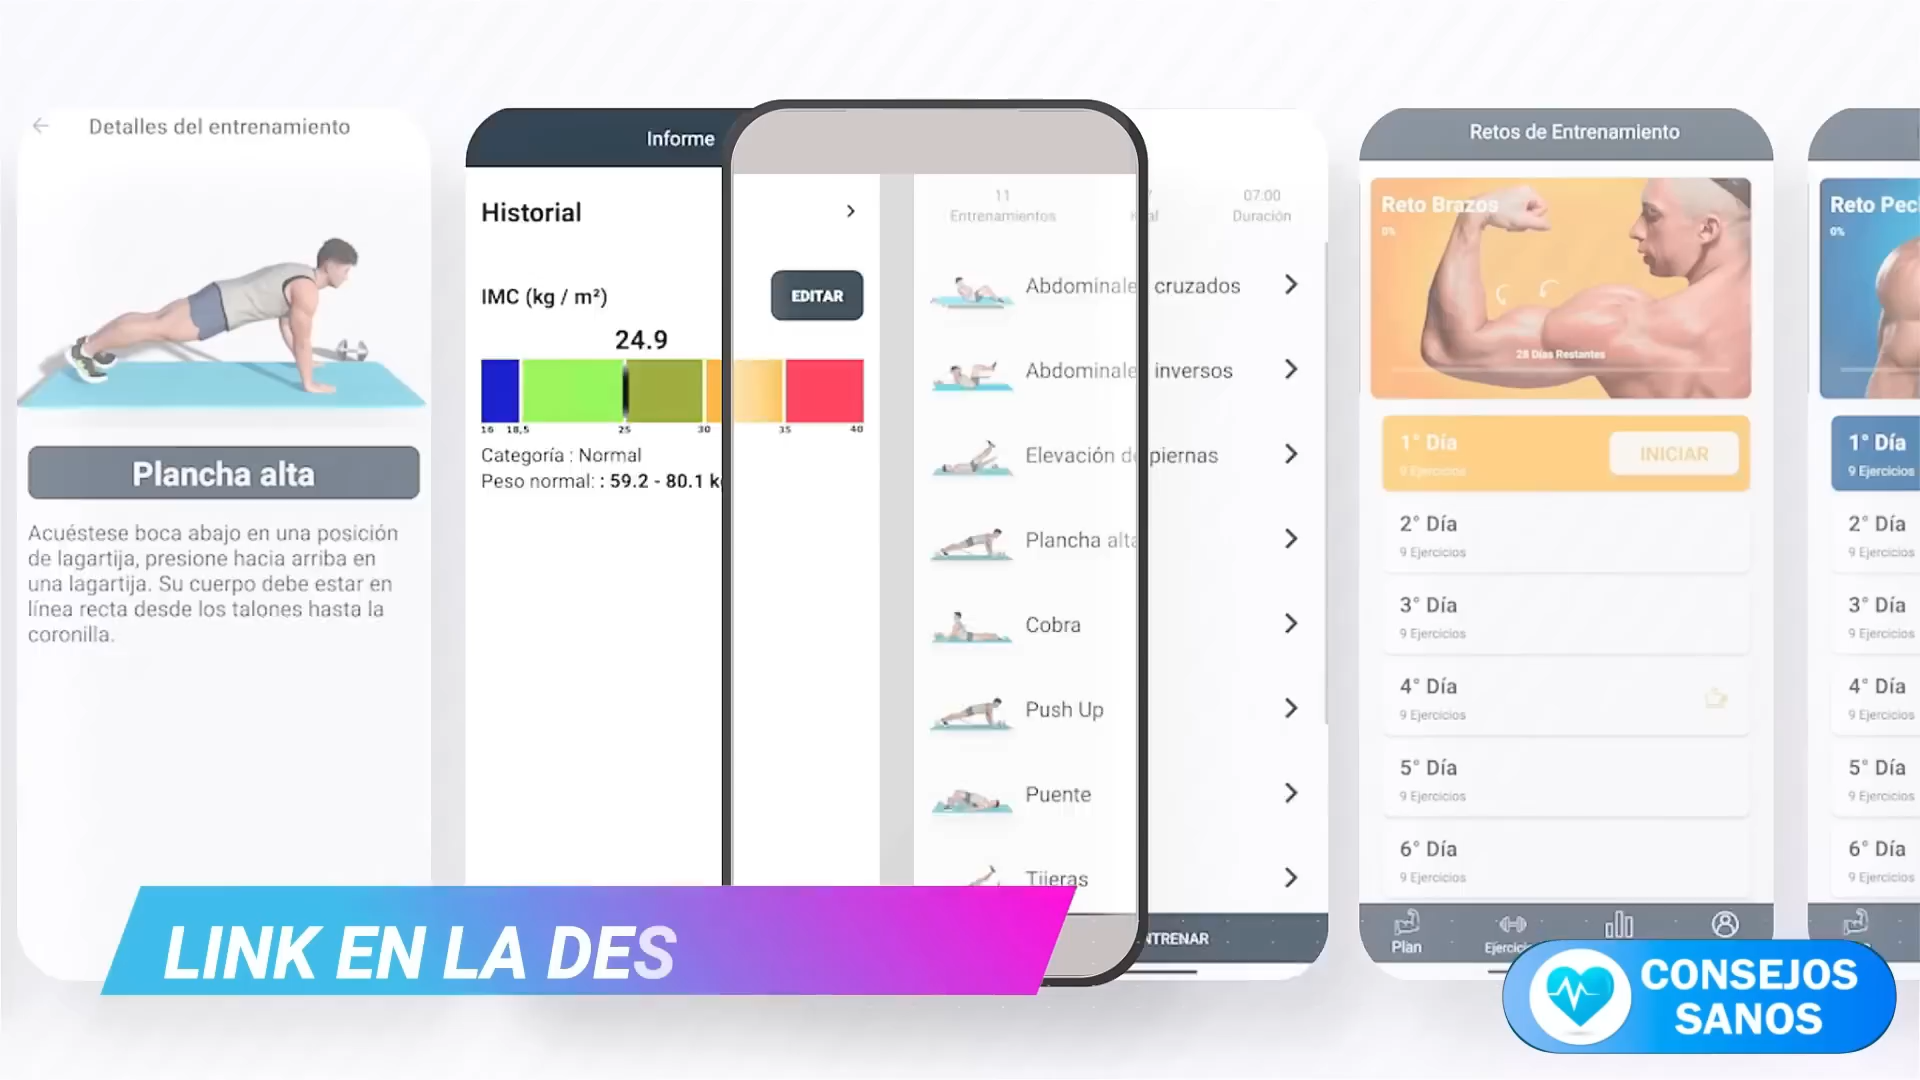 Detalles del entrenamiento
Plancha alta
Acuéstese boca abajo en una posición
de lagartija, presione hacia arriba en
una lagartija. Su cuerpo debe estar en
línea recta desde los talones hasta la
coronilla.
Informe
Historial
IMC (kg / m²)
EDITAR
24.9
16 18,5 25 30 35 40
Categoría : Normal
Peso normal: : 59.2 - 80.1 k
11
Entrenamientos
07:00
Duración
Abdominale cruzados
Abdominale inversos
Elevación de piernas
Plancha alta
Cobra
Push Up
Puente
Tijeras
NTRENAR
Retos de Entrenamiento
Reto Brazos
0%
28 Días Restantes
1° Día
9 Ejercicios
INICIAR
2° Día
9 Ejercicios
3° Día
9 Ejercicios
4° Día
9 Ejercicios
5° Día
9 Ejercicios
6° Día
9 Ejercicios
Plan
Ejercicio
Reto Pec
0%
1° Día
9 Ejercicios
2° Día
9 Ejercicios
3° Día
9 Ejercicios
4° Día
9 Ejercicios
5° Día
9 Ejercicios
6° Día
9 Ejercicios
LINK EN LA DES
CONSEJOS
SANOS